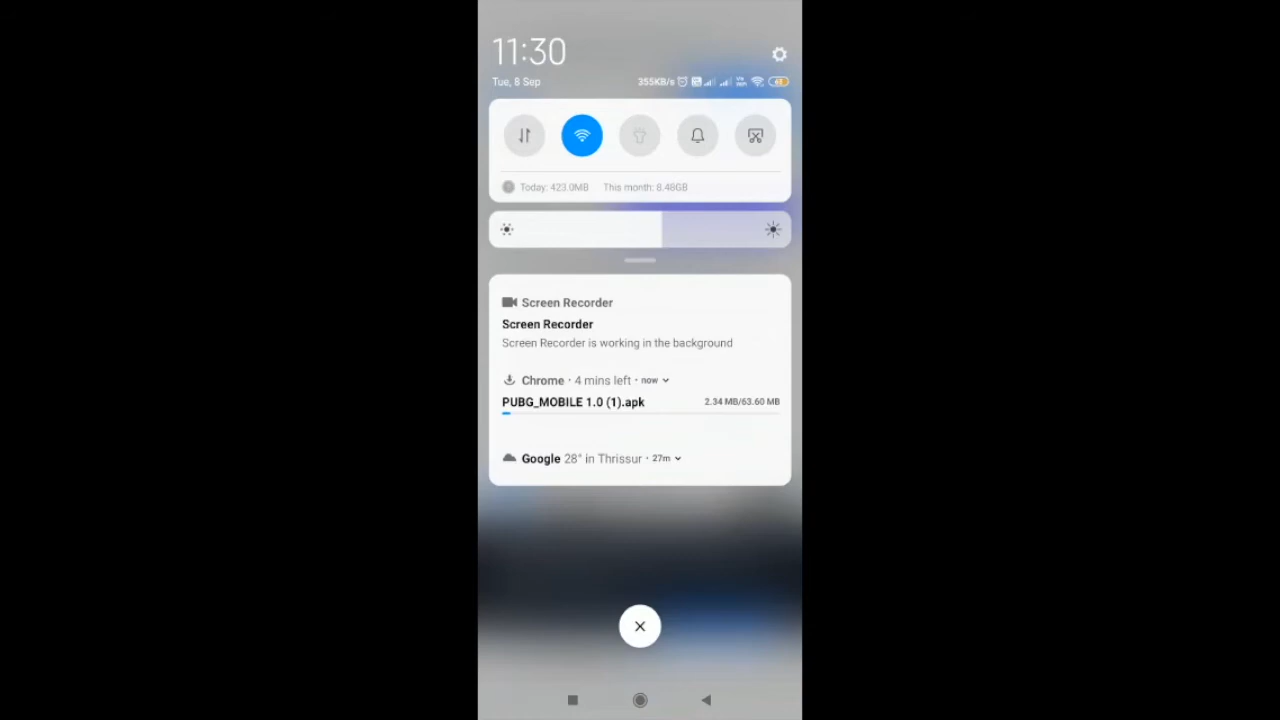 11:30
Tue, 8 Sep
355KB/s
Today: 423.0MB This month: 8.48GB
Screen Recorder
Screen Recorder
Screen Recorder is working in the background
Chrome · 4 mins left · now
PUBG_MOBILE 1.0 (1).apk 2.34 MB/63.60 MB
Google 28° in Thrissur · 27m